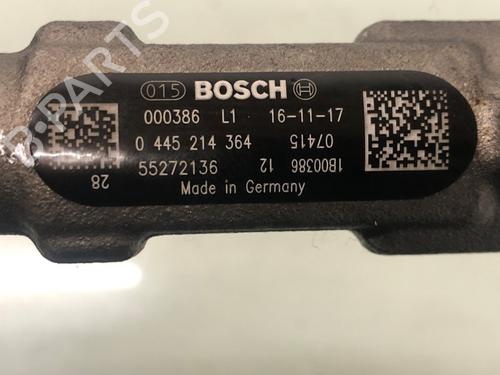 015 BOSCH
000386 L1 16-11-17
0 445 214 364 07415
55272136 12 1B00386
28 Made in Germany
B-PARTS